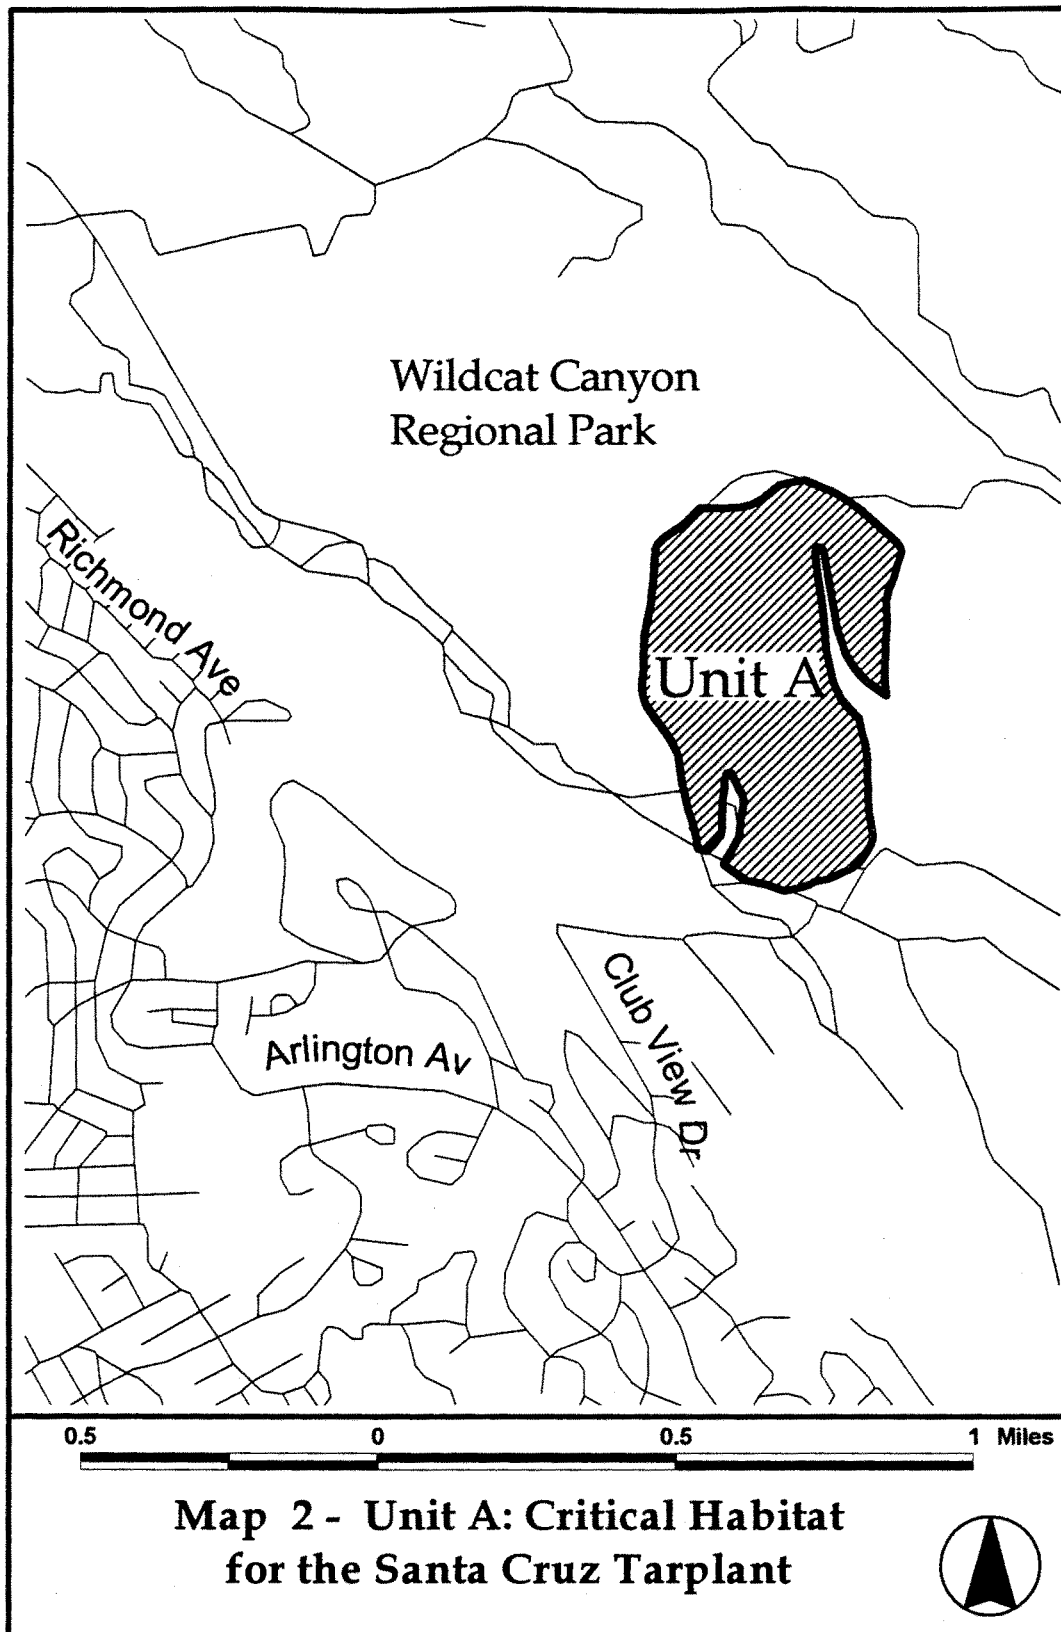 Wildcat Canyon
Regional Park
Richmond Ave
Unit A
Club View Dr
Arlington Av
0.5 0 0.5 1 Miles
Map 2 - Unit A: Critical Habitat
for the Santa Cruz Tarplant